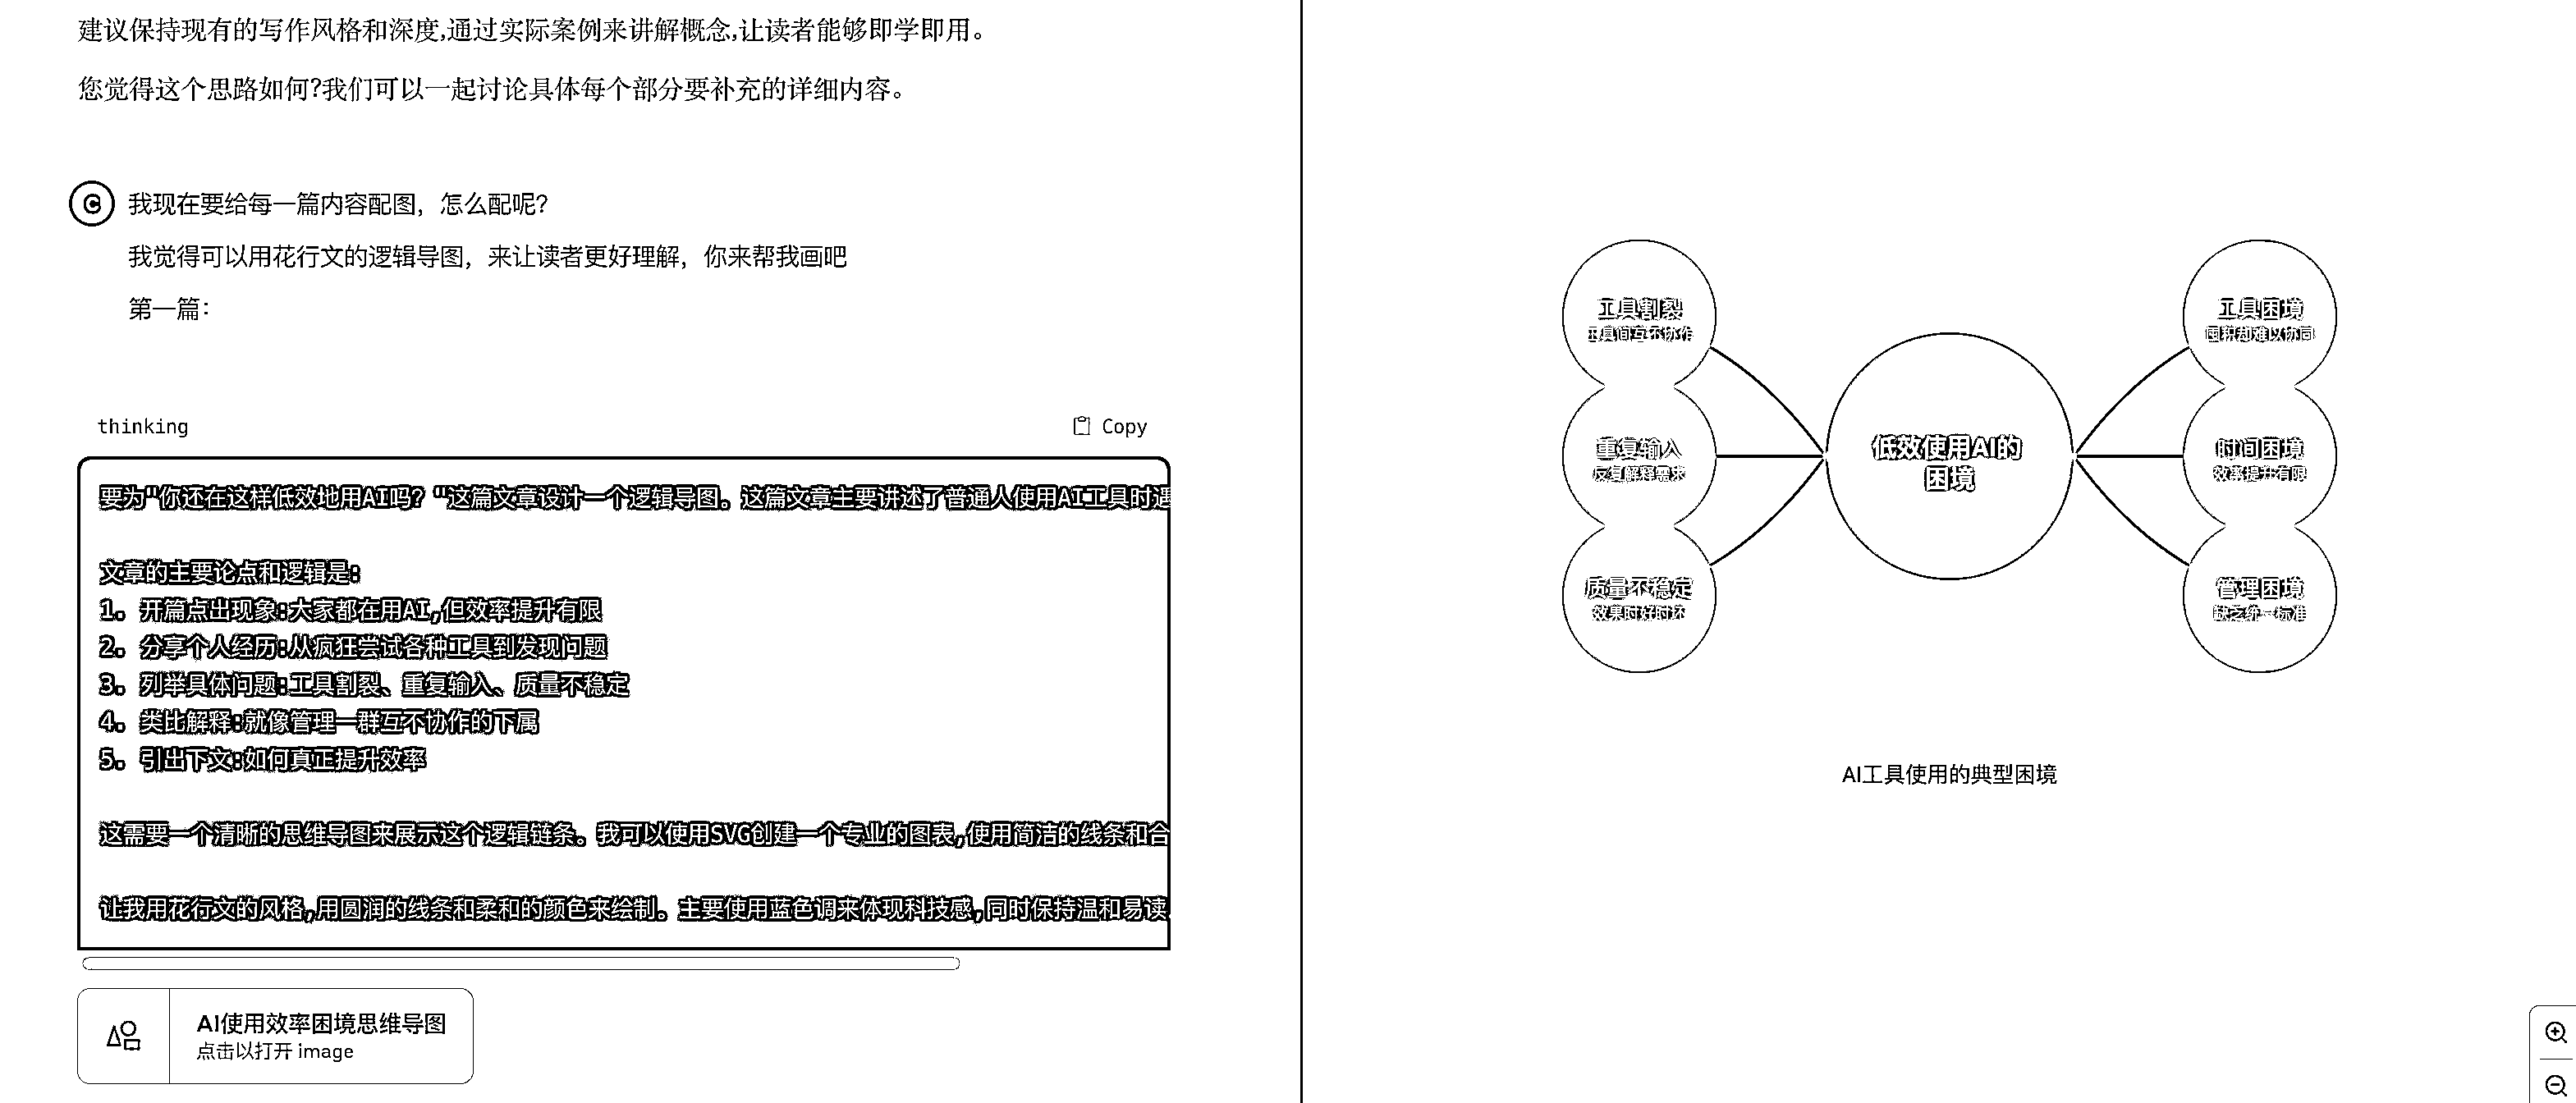 建议保持现有的写作风格和深度,通过实际案例来讲解概念,让读者能够即学即用。
您觉得这个思路如何?我们可以一起讨论具体每个部分要补充的详细内容。
C
我现在要给每一篇内容配图，怎么配呢？
我觉得可以用花行文的逻辑导图，来让读者更好理解，你来帮我画吧
第一篇：
thinking
Copy
要为"你还在这样低效地用AI吗？"这篇文章设计一个逻辑导图。这篇文章主要讲述了普通人使用AI工具时遇
文章的主要论点和逻辑是:
1. 开篇点出现象:大家都在用AI,但效率提升有限
2. 分享个人经历:从疯狂尝试各种工具到发现问题
3. 列举具体问题:工具割裂、重复输入、质量不稳定
4. 类比解释:就像管理一群互不协作的下属
5. 引出下文:如何真正提升效率
这需要一个清晰的思维导图来展示这个逻辑链条。我可以使用SVG创建一个专业的图表,使用简洁的线条和合
让我用花行文的风格,用圆润的线条和柔和的颜色来绘制。主要使用蓝色调来体现科技感,同时保持温和易读
AI使用效率困境思维导图
点击以打开 image
工具割裂
工具间互不协作
重复输入
反复解释需求
质量不稳定
效果时好时坏
低效使用AI的
困境
工具困境
囤积却难以协同
时间困境
效率提升有限
管理困境
缺乏统一标准
AI工具使用的典型困境